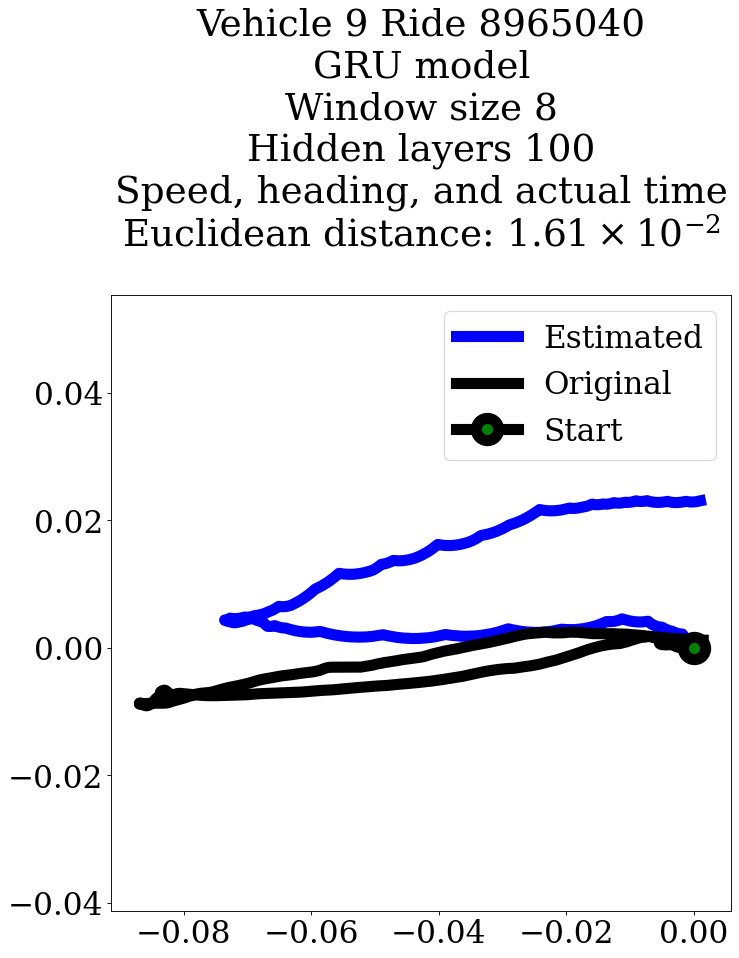 Vehicle 9 Ride 8965040
GRU model
Window size 8
Hidden layers 100
Speed, heading, and actual time
Euclidean distance: 1.61 × 10⁻²
Estimated
Original
Start
0.04
0.02
0.00
−0.02
−0.04
−0.08
−0.06
−0.04
−0.02
0.00